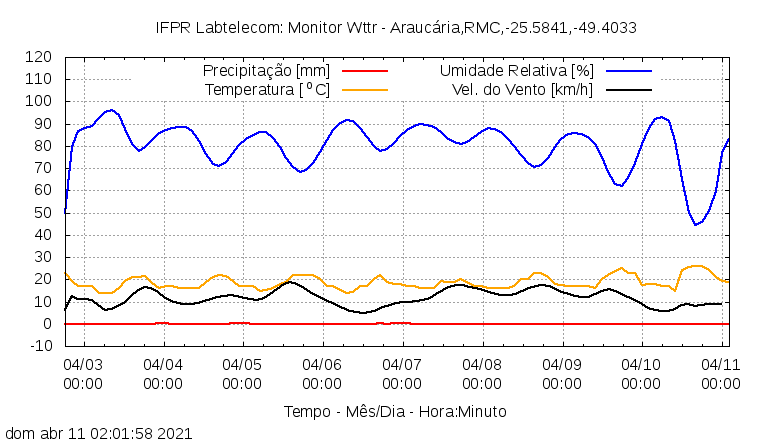 IFPR Labtelecom: Monitor Wttr - Araucária,RMC,-25.5841,-49.4033
Precipitação [mm]
Umidade Relativa [%]
Temperatura [ ⁰C]
Vel. do Vento [km/h]
120
110
100
90
80
70
60
50
40
30
20
10
0
-10
04/03 04/04 04/05 04/06 04/07 04/08 04/09 04/10 04/11
00:00 00:00 00:00 00:00 00:00 00:00 00:00 00:00 00:00
Tempo - Mês/Dia - Hora:Minuto
dom abr 11 02:01:58 2021